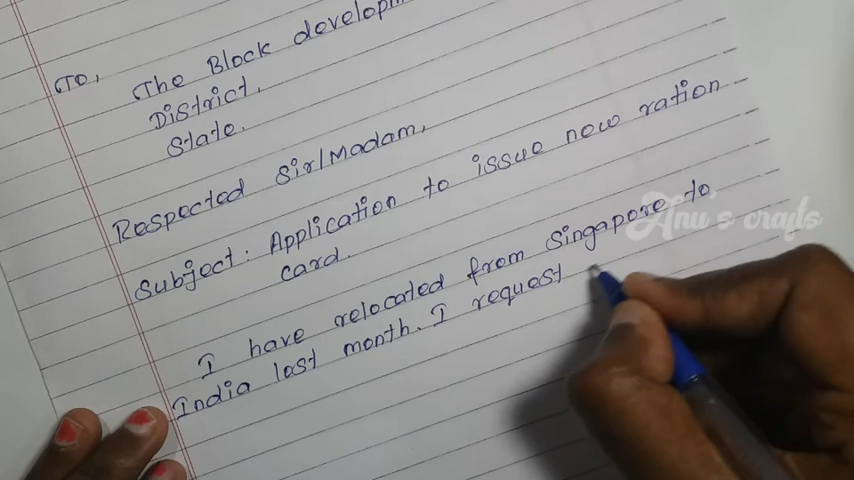 To,
The Block develop
District.
State.
Respected Sir/Madam,
Subject: Application to issue new ration
card.
I have relocated from Singapore to
India last month. I request
Anu's crafts